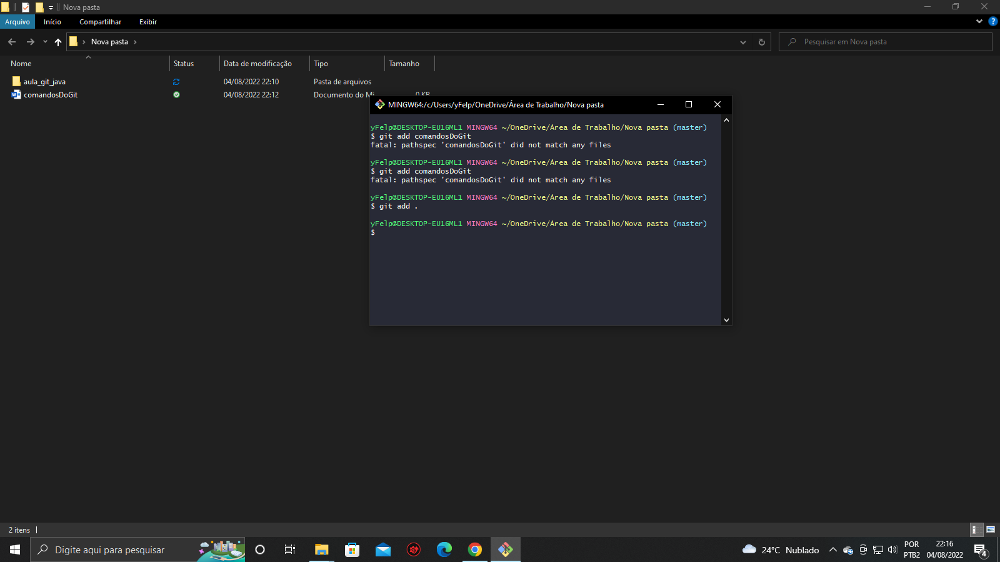 Nova pasta
Arquivo Início Compartilhar Exibir
Nova pasta
Pesquisar em Nova pasta
Nome Status Data de modificação Tipo Tamanho
aula_git_java 04/08/2022 22:10 Pasta de arquivos
comandosDoGit 04/08/2022 22:12 Documento do Mi 0 KB
MINGW64:/c/Users/yFelp/OneDrive/Área de Trabalho/Nova pasta
yFelp@DESKTOP-EU16ML1 MINGW64 ~/OneDrive/Área de Trabalho/Nova pasta (master)
$ git add comandosDoGit
fatal: pathspec 'comandosDoGit' did not match any files
yFelp@DESKTOP-EU16ML1 MINGW64 ~/OneDrive/Área de Trabalho/Nova pasta (master)
$ git add comandosDoGit
fatal: pathspec 'comandosDoGit' did not match any files
yFelp@DESKTOP-EU16ML1 MINGW64 ~/OneDrive/Área de Trabalho/Nova pasta (master)
$ git add .
yFelp@DESKTOP-EU16ML1 MINGW64 ~/OneDrive/Área de Trabalho/Nova pasta (master)
$
2 itens
Digite aqui para pesquisar
24°C Nublado
POR
PTB2
22:16
04/08/2022
4